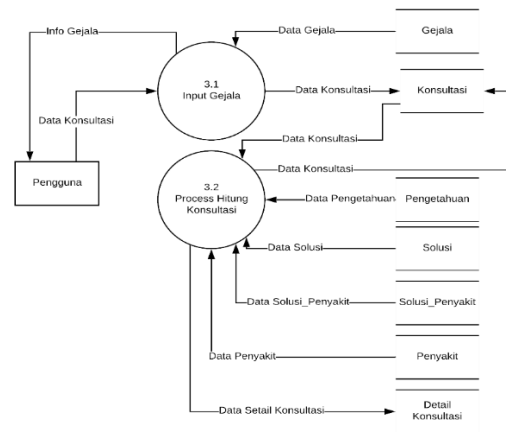 Info Gejala
Data Gejala
Gejala
3.1
Input Gejala
Data Konsultasi
Konsultasi
Data Konsultasi
Data Konsultasi
Pengguna
3.2
Process Hitung
Konsultasi
Data Konsultasi
Data Pengetahuan
Pengetahuan
Data Solusi
Solusi
Data Solusi_Penyakit
Solusi_Penyakit
Data Penyakit
Penyakit
Data Setail Konsultasi
Detail
Konsultasi